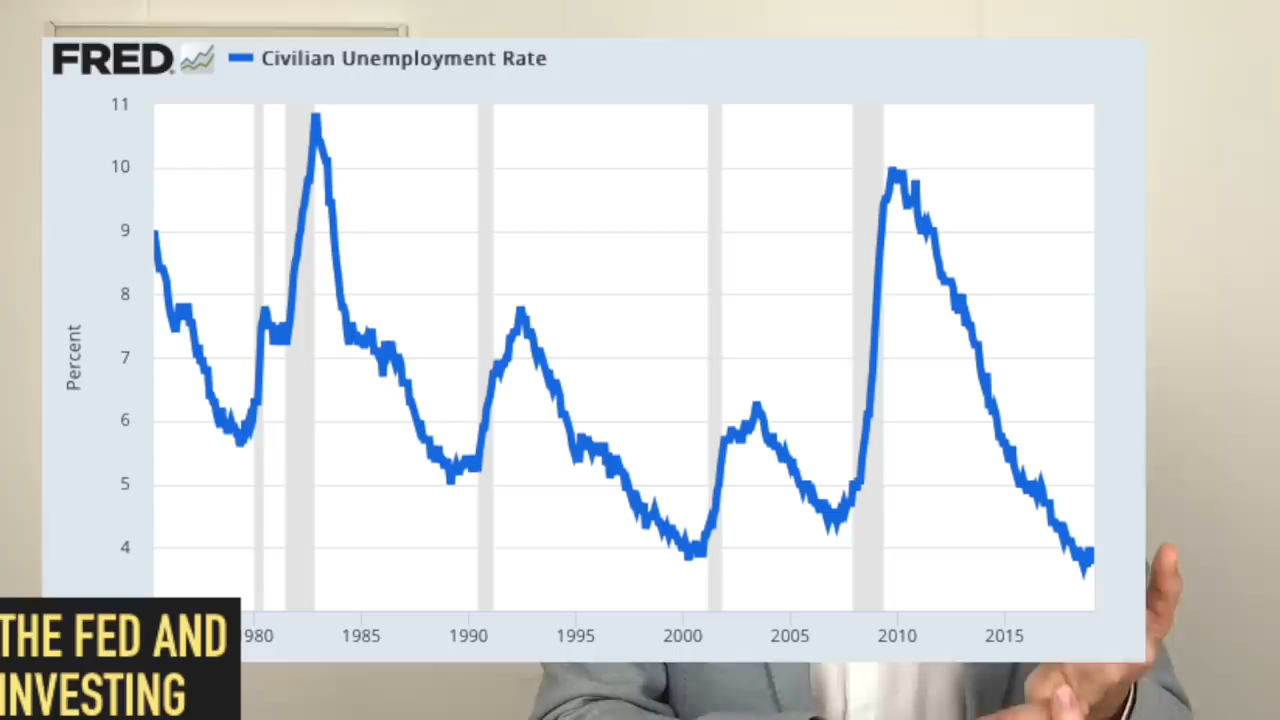 FRED
Civilian Unemployment Rate
11
10
9
8
7
6
5
4
Percent
980 1985 1990 1995 2000 2005 2010 2015
THE FED AND
INVESTING